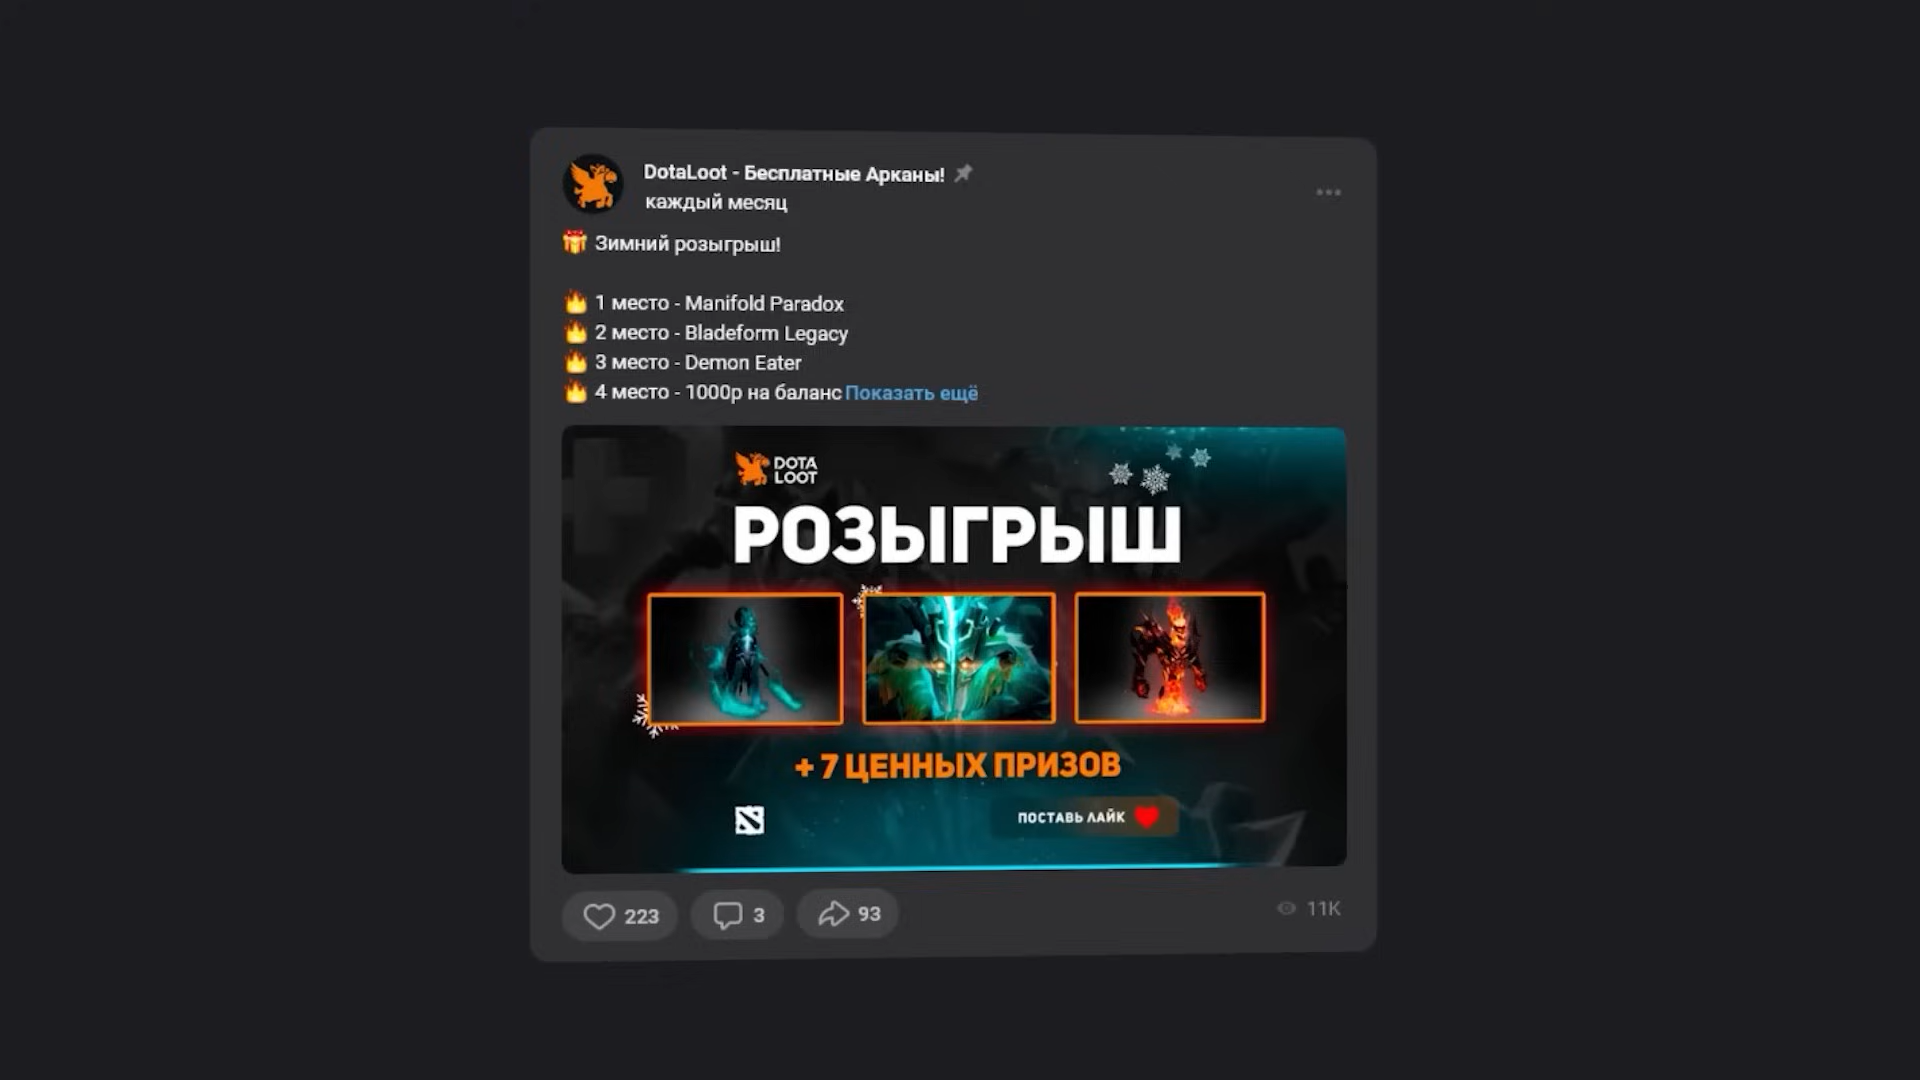 DotaLoot - Бесплатные Арканы!
каждый месяц
Зимний розыгрыш!
1 место - Manifold Paradox
2 место - Bladeform Legacy
3 место - Demon Eater
4 место - 1000р на баланс Показать ещё
DOTA
LOOT
РОЗЫГРЫШ
+ 7 ЦЕННЫХ ПРИЗОВ
ПОСТАВЬ ЛАЙК
223
3
93
11K